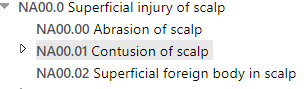 NA00.0 Superficial injury of scalp
NA00.00 Abrasion of scalp
NA00.01 Contusion of scalp
NA00.02 Superficial foreign body in scalp